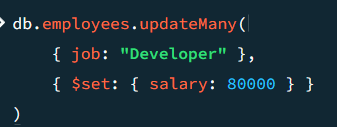 db.employees.updateMany(
{ job: "Developer" },
{ $set: { salary: 80000 } }
)